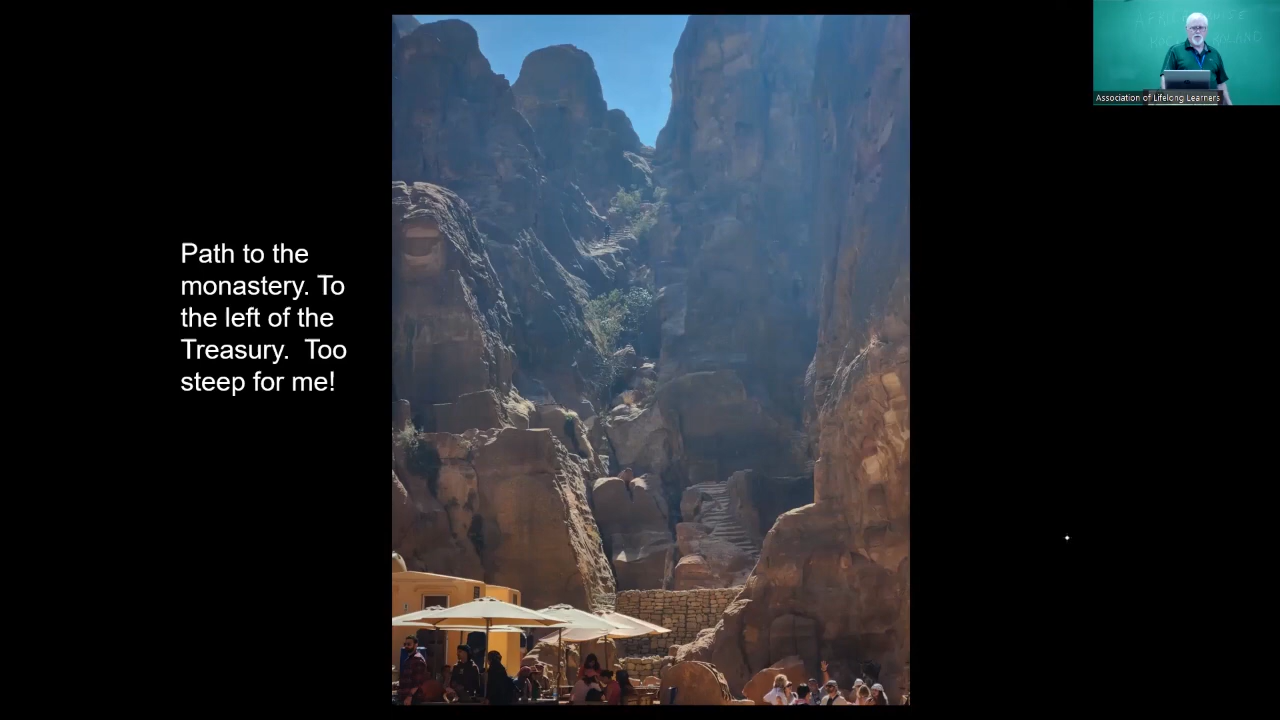 Path to the
monastery. To
the left of the
Treasury.  Too
steep for me!
Association of Lifelong Learners